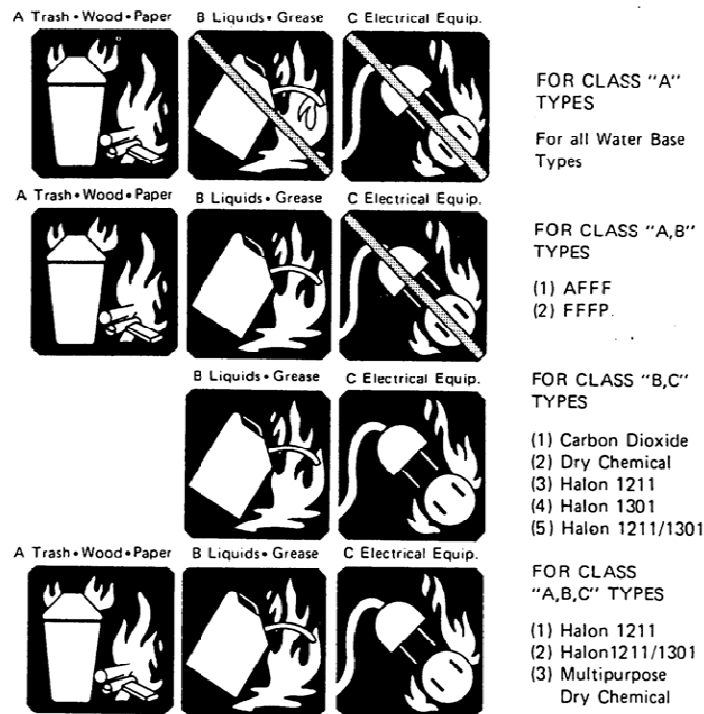 A Trash•Wood•Paper B Liquids•Grease C Electrical Equip.
FOR CLASS "A"
TYPES
For all Water Base
Types
A Trash•Wood•Paper B Liquids•Grease C Electrical Equip.
FOR CLASS "A,B"
TYPES
(1) AFFF
(2) FFFP.
B Liquids•Grease C Electrical Equip.
FOR CLASS "B,C"
TYPES
(1) Carbon Dioxide
(2) Dry Chemical
(3) Halon 1211
(4) Halon 1301
(5) Halon 1211/1301
A Trash•Wood•Paper B Liquids•Grease C Electrical Equip.
FOR CLASS
"A,B,C" TYPES
(1) Halon 1211
(2) Halon1211/1301
(3) Multipurpose
Dry Chemical